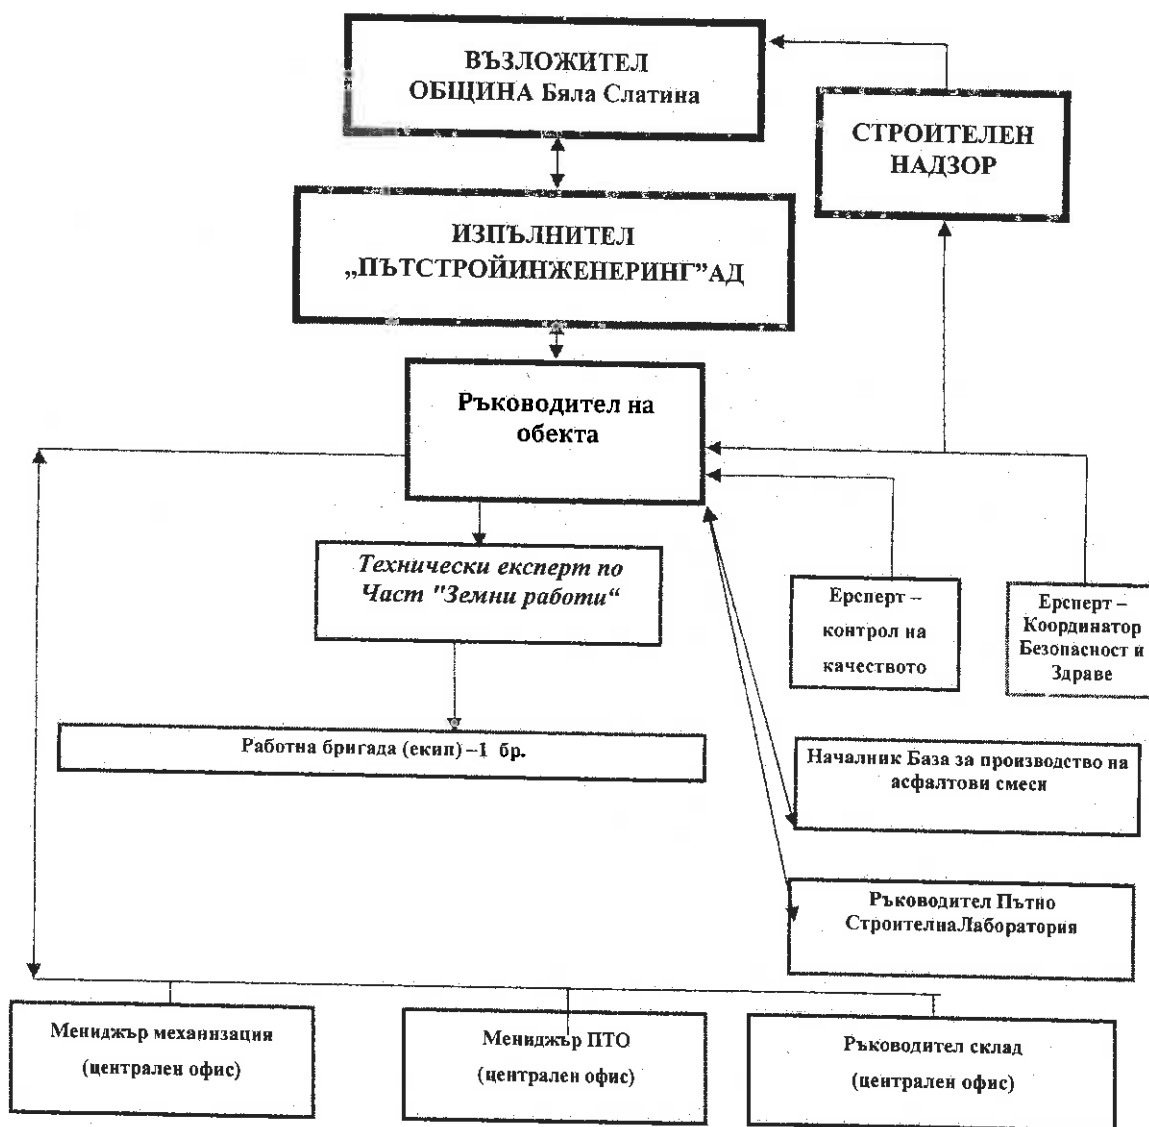 ВЪЗЛОЖИТЕЛ
ОБЩИНА Бяла Слатина
СТРОИТЕЛЕН
НАДЗОР
ИЗПЪЛНИТЕЛ
„ПЪТСТРОЙИНЖЕНЕРИНГ”АД
Ръководител на
обекта
Технически експерт по
Част "Земни работи“
Ерсперт –
контрол на
качеството
Ерсперт –
Координатор
Безопасност и
Здраве
Работна бригада (екип) –1 бр.
Началник База за производство на
асфалтови смеси
Ръководител Пътно
СтроителнаЛаборатория
Мениджър механизация
(централен офис)
Мениджър ПТО
(централен офис)
Ръководител склад
(централен офис)